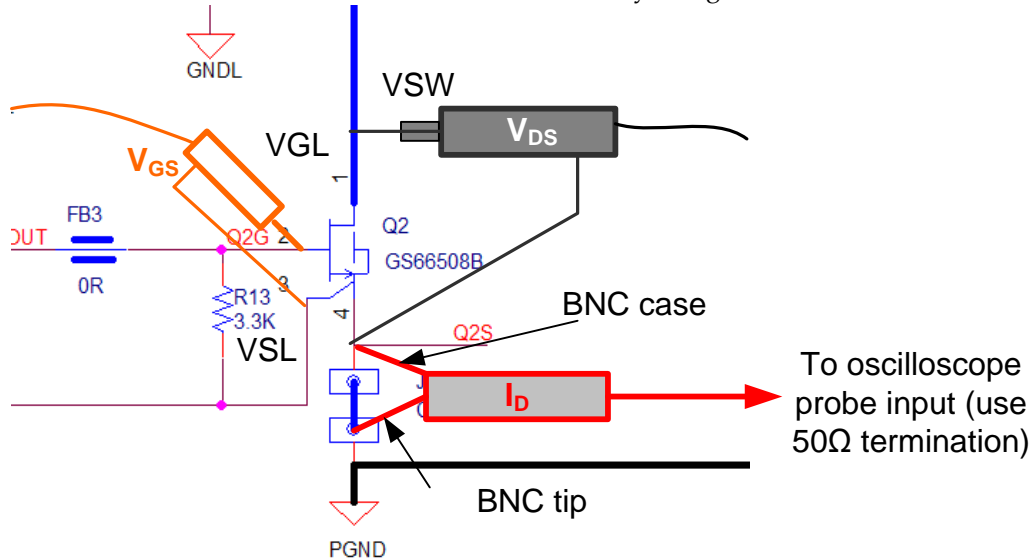 GNDL
VSW
VDS
VGL
VGS
1
FB3
OUT
Q2G
2
Q2
GS66508B
0R
3
R13
3.3K
4
BNC case
VSL
Q2S
ID
To oscilloscope
probe input (use
50Ω termination)
BNC tip
PGND